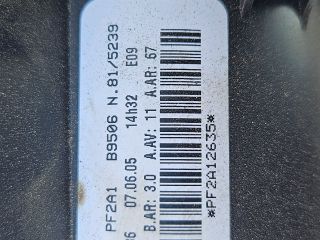 PF2A1 B9506 N.81/5239
07.06.05 14h32 E09
B.AR: 3.0 A.AV: 11 A.AR: 67
*PF2A12635*